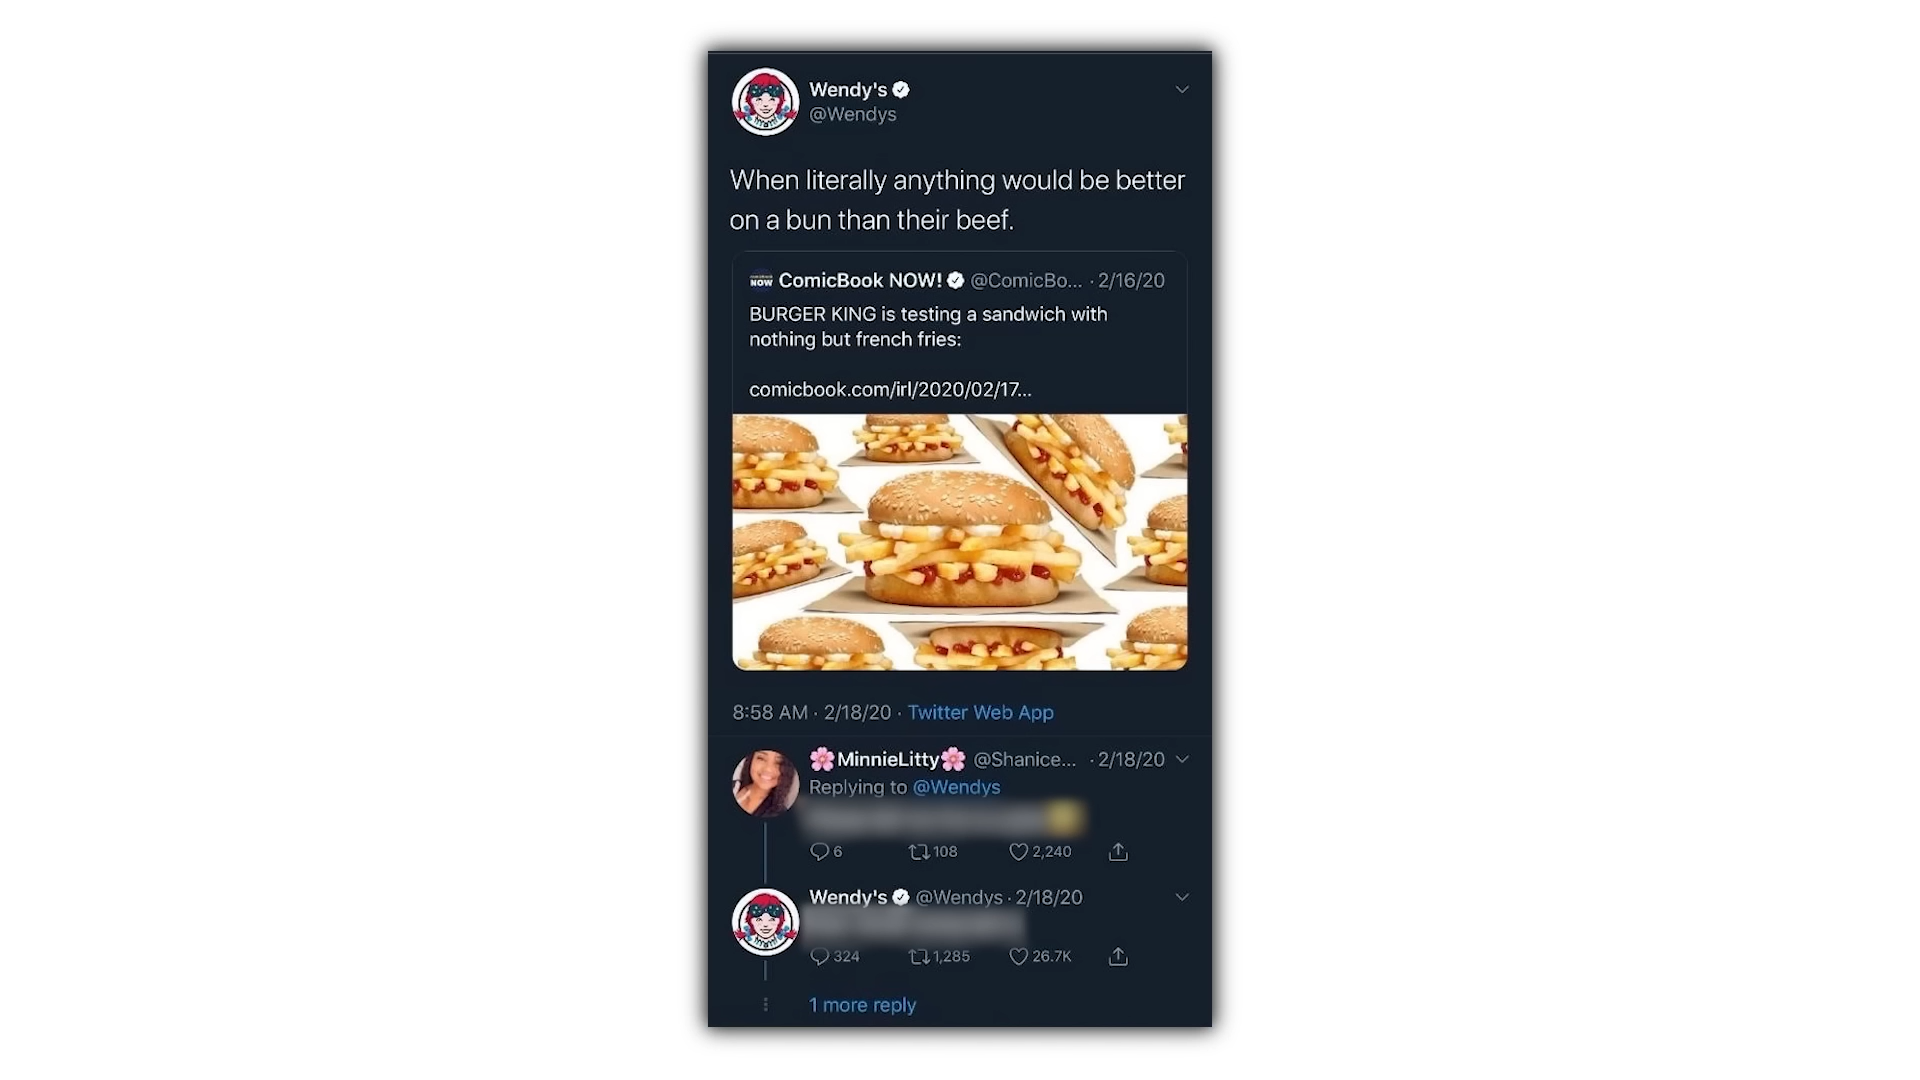 Wendy's
@Wendys
When literally anything would be better
on a bun than their beef.
NOW ComicBook NOW! @ComicBo... · 2/16/20
BURGER KING is testing a sandwich with
nothing but french fries:
comicbook.com/irl/2020/02/17...
8:58 AM · 2/18/20 · Twitter Web App
🌸MinnieLitty🌸 @Shanice... · 2/18/20
Replying to @Wendys
6 108 2,240
Wendy's @Wendys · 2/18/20
324 1,285 26.7K
1 more reply